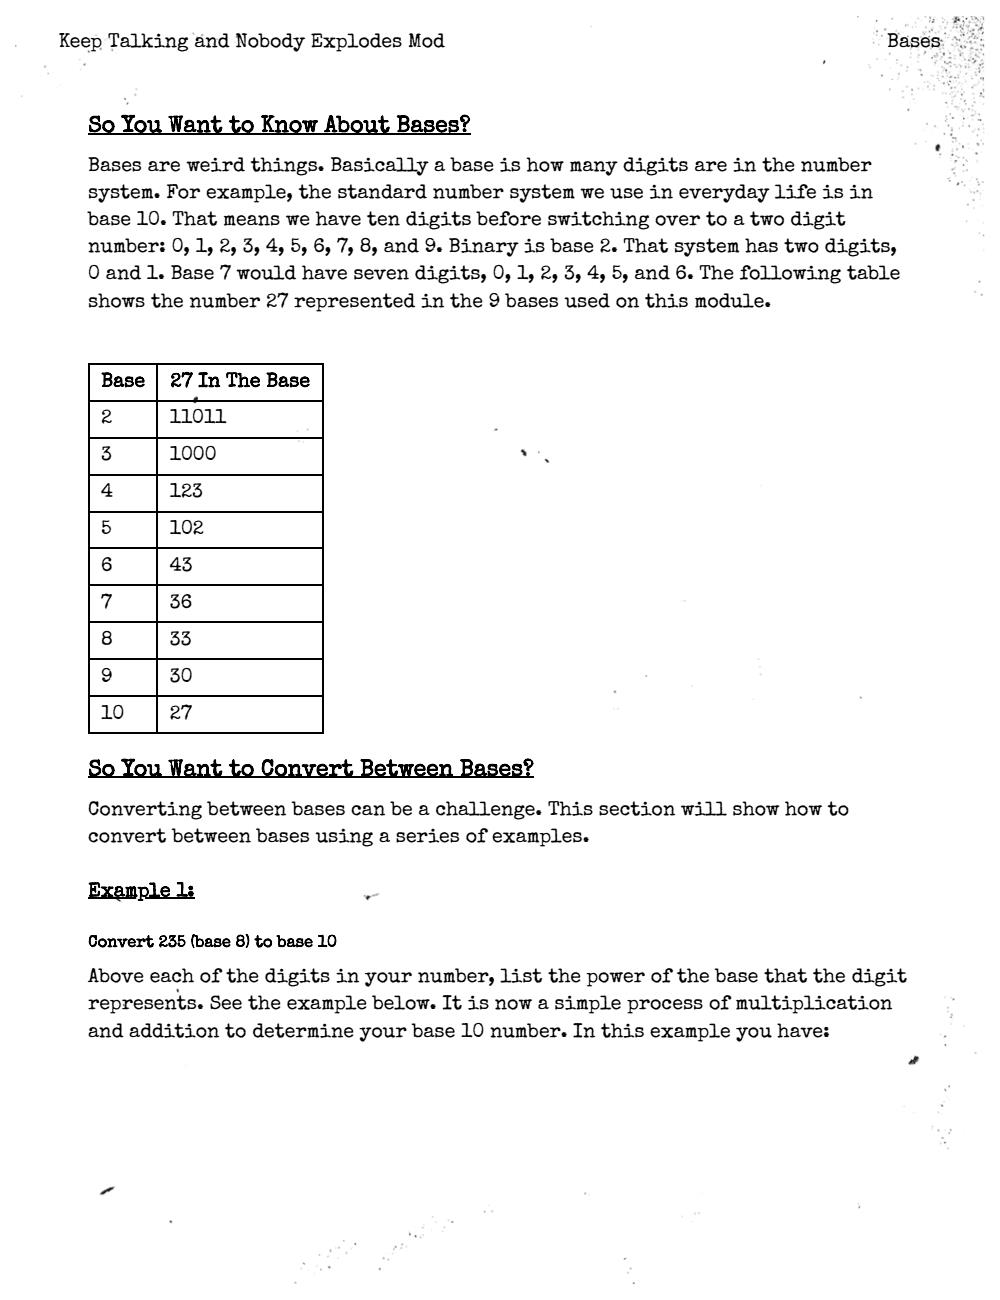 Keep Talking and Nobody Explodes Mod Bases
So You Want to Know About Bases?
Bases are weird things. Basically a base is how many digits are in the number
system. For example, the standard number system we use in everyday life is in
base 10. That means we have ten digits before switching over to a two digit
number: 0, 1, 2, 3, 4, 5, 6, 7, 8, and 9. Binary is base 2. That system has two digits,
0 and 1. Base 7 would have seven digits, 0, 1, 2, 3, 4, 5, and 6. The following table
shows the number 27 represented in the 9 bases used on this module.
Base 27 In The Base
2 11011
3 1000
4 123
5 102
6 43
7 36
8 33
9 30
10 27
So You Want to Convert Between Bases?
Converting between bases can be a challenge. This section will show how to
convert between bases using a series of examples.
Example 1:
Convert 235 (base 8) to base 10
Above each of the digits in your number, list the power of the base that the digit
represents. See the example below. It is now a simple process of multiplication
and addition to determine your base 10 number. In this example you have: